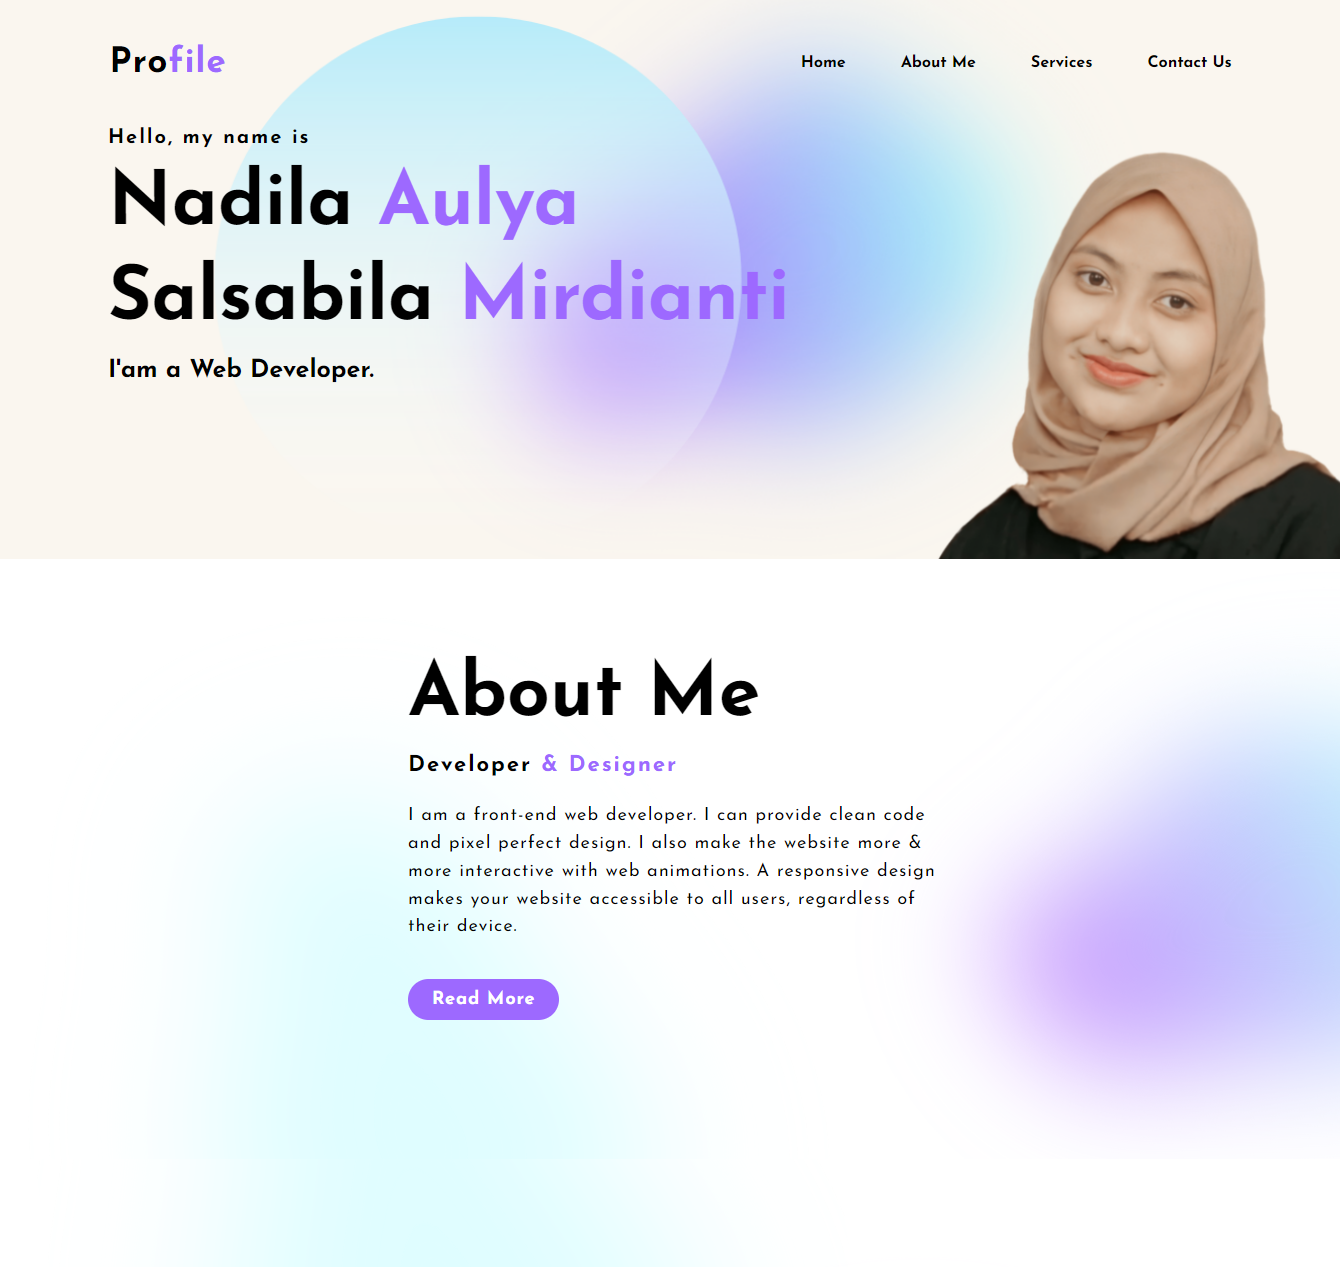 Profile
Home About Me Services Contact Us
Hello, my name is
Nadila Aulya
Salsabila Mirdianti
I'am a Web Developer.
About Me
Developer & Designer
I am a front-end web developer. I can provide clean code
and pixel perfect design. I also make the website more &
more interactive with web animations. A responsive design
makes your website accessible to all users, regardless of
their device.
Read More